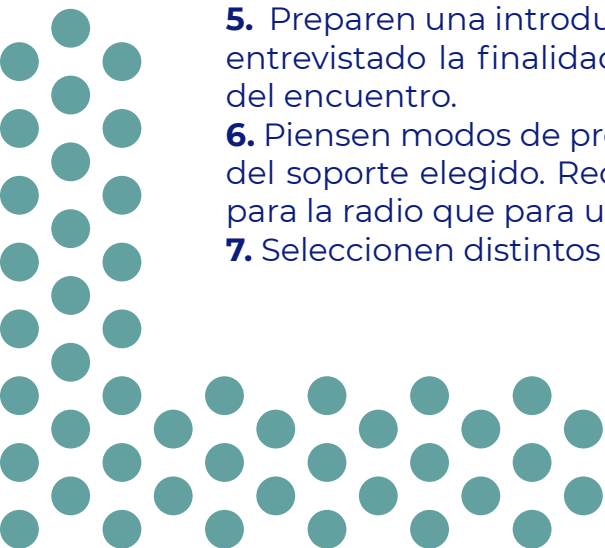 5. Preparen una introdu
entrevistado la finalidad
del encuentro.
6. Piensen modos de pre
del soporte elegido. Rec
para la radio que para u
7. Seleccionen distintos